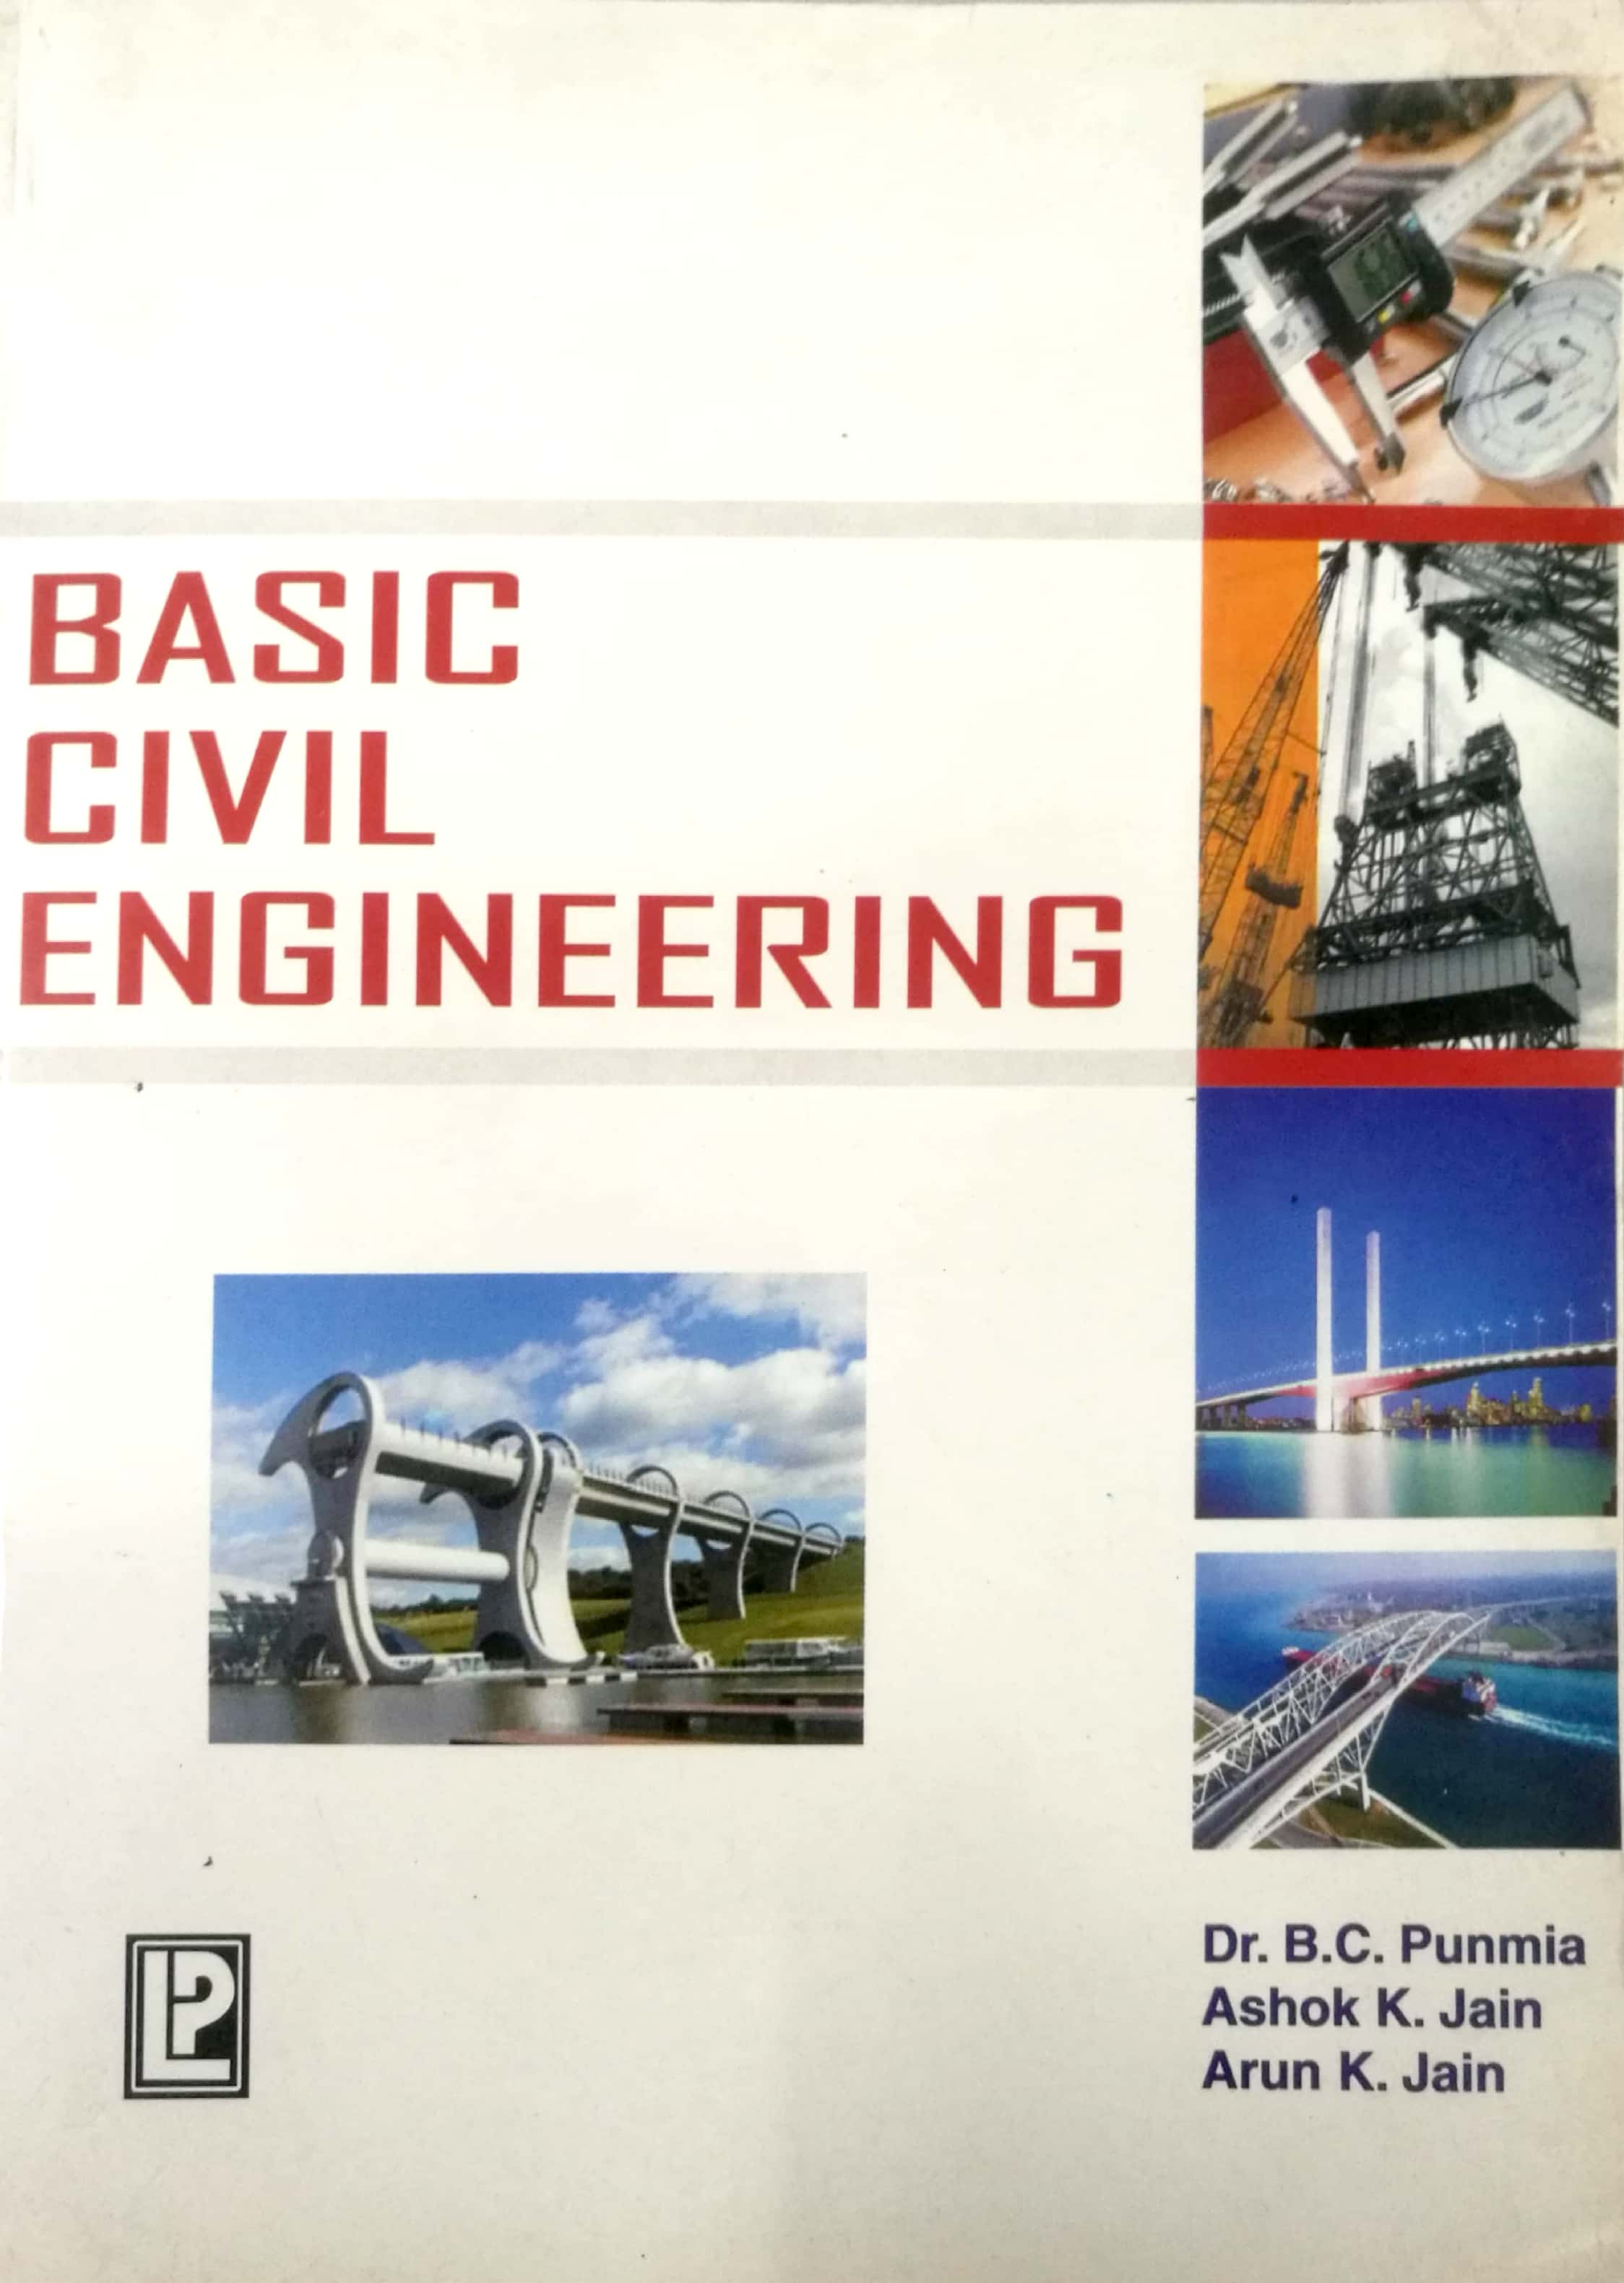 BASIC
CIVIL
ENGINEERING
LP
Dr. B.C. Punmia
Ashok K. Jain
Arun K. Jain